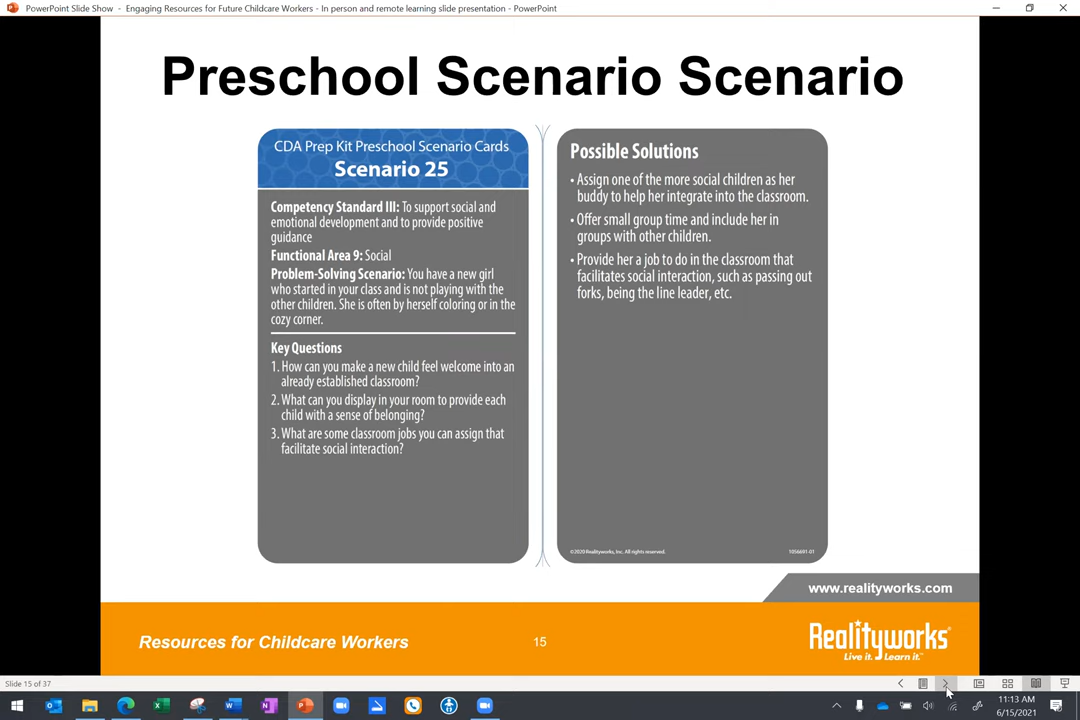 PowerPoint Slide Show - Engaging Resources for Future Childcare Workers - In person and remote learning slide presentation - PowerPoint
Preschool Scenario Scenario
CDA Prep Kit Preschool Scenario Cards
Scenario 25
Competency Standard III: To support social and
emotional development and to provide positive
guidance
Functional Area 9: Social
Problem-Solving Scenario: You have a new girl
who started in your class and is not playing with the
other children. She is often by herself coloring or in the
cozy corner.
Key Questions
1. How can you make a new child feel welcome into an
already established classroom?
2. What can you display in your room to provide each
child with a sense of belonging?
3. What are some classroom jobs you can assign that
facilitate social interaction?
Possible Solutions
• Assign one of the more social children as her
buddy to help her integrate into the classroom.
• Offer small group time and include her in
groups with other children.
• Provide her a job to do in the classroom that
facilitates social interaction, such as passing out
forks, being the line leader, etc.
©2020 Realityworks, Inc. All rights reserved.
1056691-01
www.realityworks.com
Resources for Childcare Workers
15
Realityworks®
Live it. Learn it.™
Slide 15 of 37
11:13 AM
6/15/2021